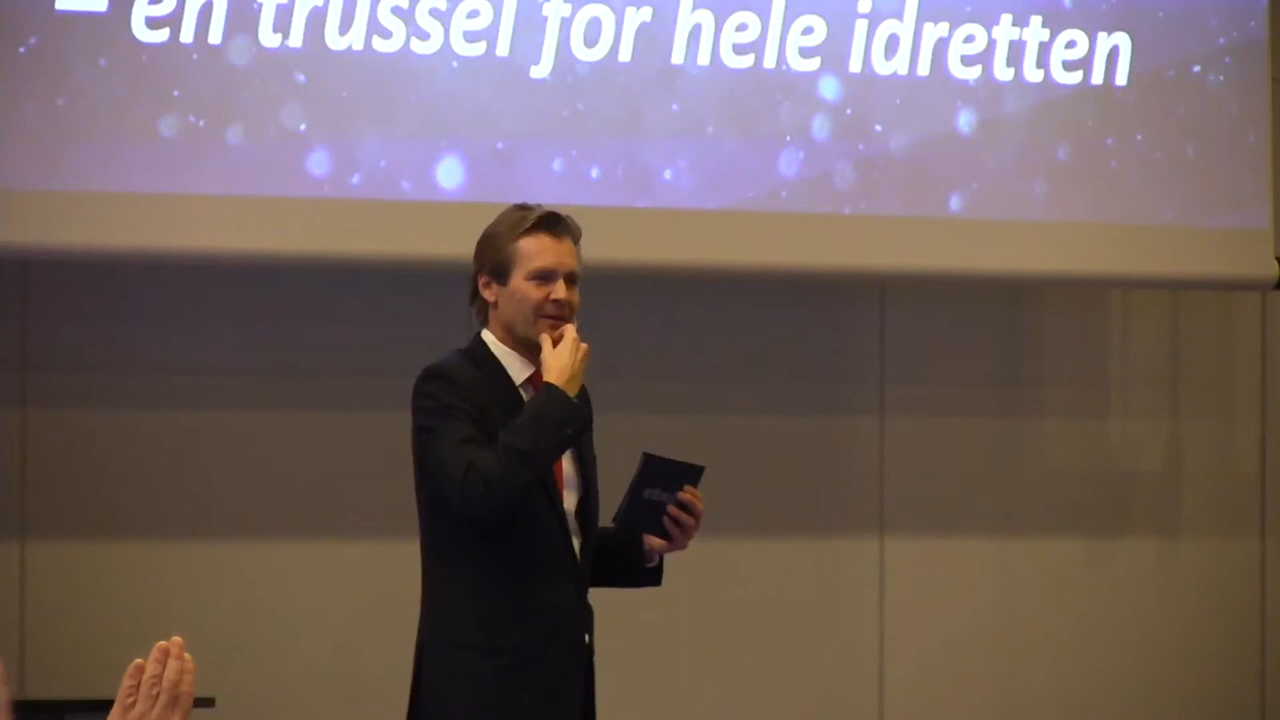 – en trussel for hele idretten